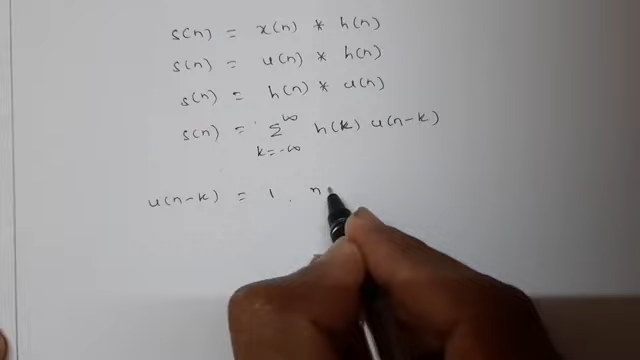 s(n) = x(n) * h(n)
s(n) = u(n) * h(n)
s(n) = h(n) * u(n)
s(n) = ∞ Σ k=-∞ h(k) u(n-k)
u(n-k) = 1 , n